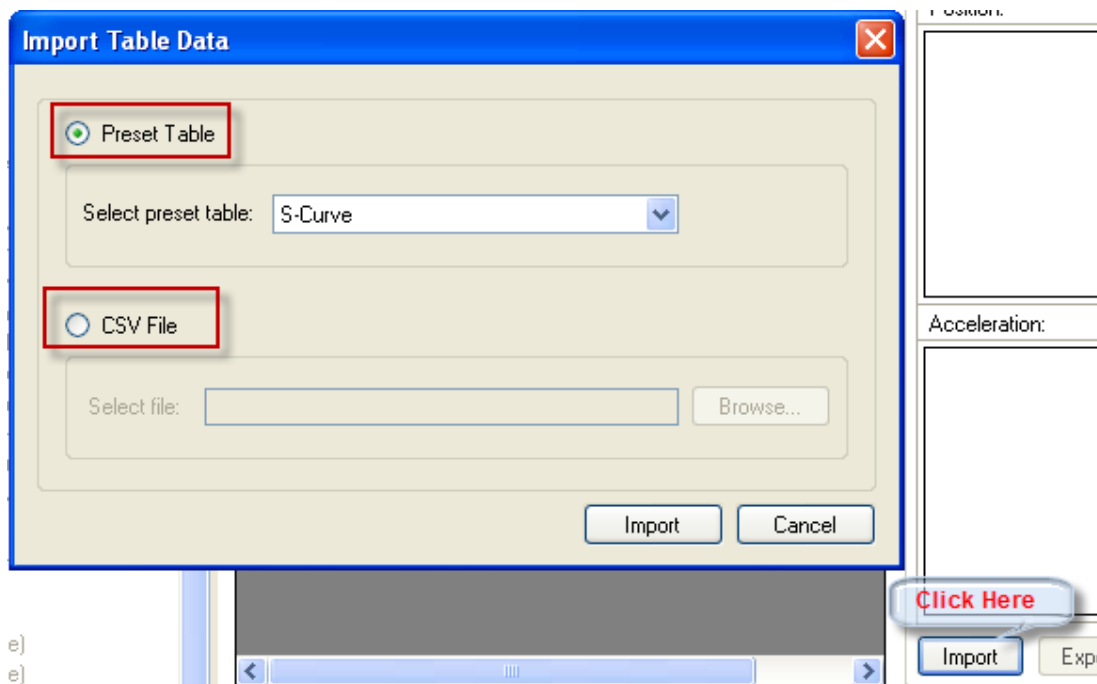 Import Table Data
Preset Table
Select preset table: S-Curve
CSV File
Select file: Browse...
Import Cancel
Position:
Acceleration:
Click Here
Import
e)
e)